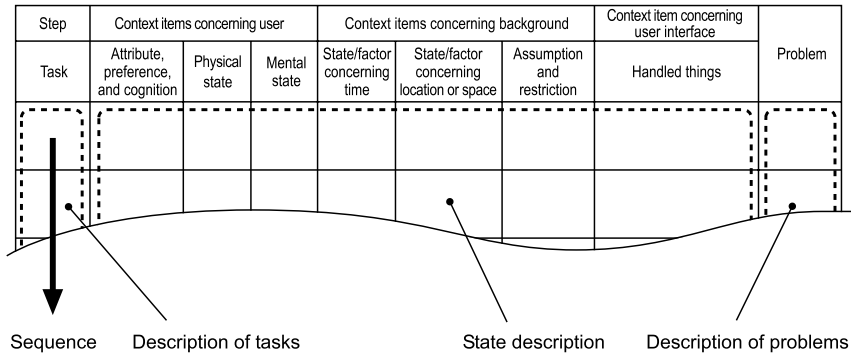 Step
Context items concerning user
Context items concerning background
Context item concerning
user interface
Problem
Task
Attribute,
preference,
and cognition
Physical
state
Mental
state
State/factor
concerning
time
State/factor
concerning
location or space
Assumption
and
restriction
Handled things
Sequence
Description of tasks
State description
Description of problems